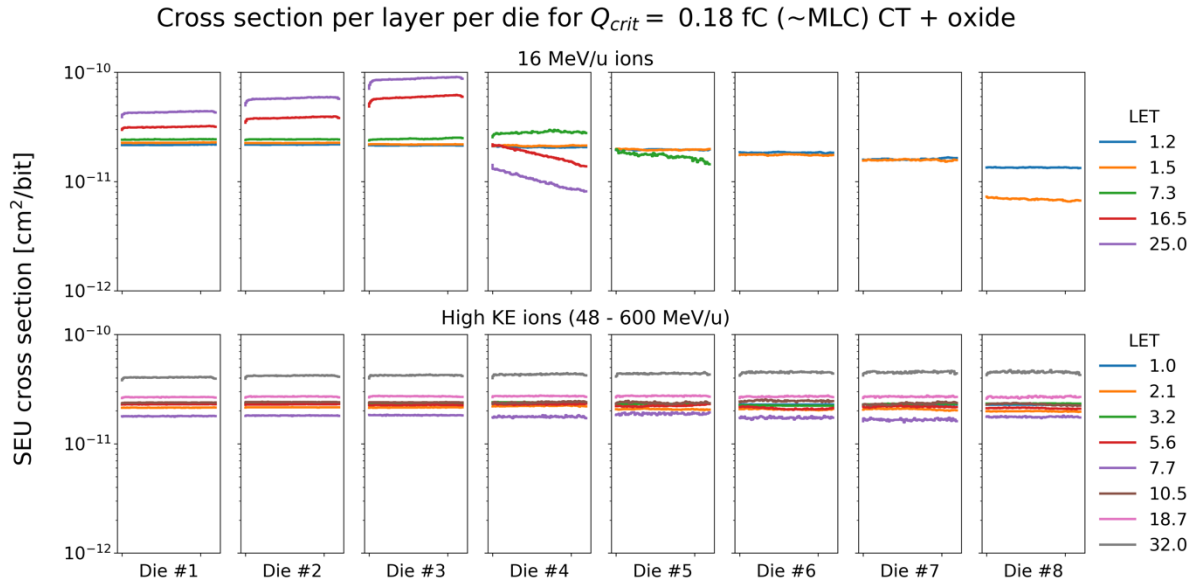 Cross section per layer per die for Q_crit = 0.18 fC (~MLC) CT + oxide
16 MeV/u ions
SEU cross section [cm²/bit]
10⁻¹⁰
10⁻¹¹
10⁻¹²
LET
1.2
1.5
7.3
16.5
25.0
High KE ions (48 - 600 MeV/u)
10⁻¹⁰
10⁻¹¹
10⁻¹²
LET
1.0
2.1
3.2
5.6
7.7
10.5
18.7
32.0
Die #1 Die #2 Die #3 Die #4 Die #5 Die #6 Die #7 Die #8